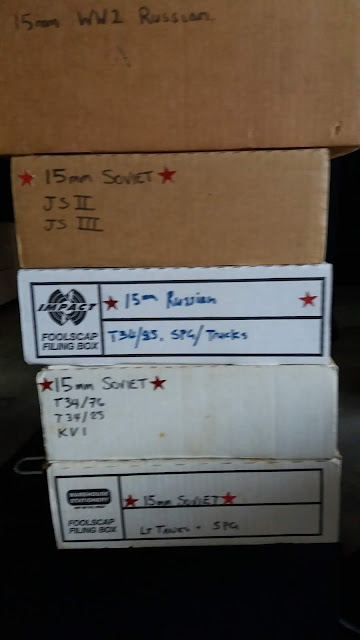 15mm WW2 Russian.
15mm SOVIET
JS II
JS III
IMPACT
FOOLSCAP
FILING BOX
15m Russian
T34/85, SPG/Trucks
15mm SOVIET
T34/76
T34/85
KV1
WAREHOUSE
STATIONERY
FOOLSCAP
FILING BOX
15mm SOVIET
LT TANKS - SPG